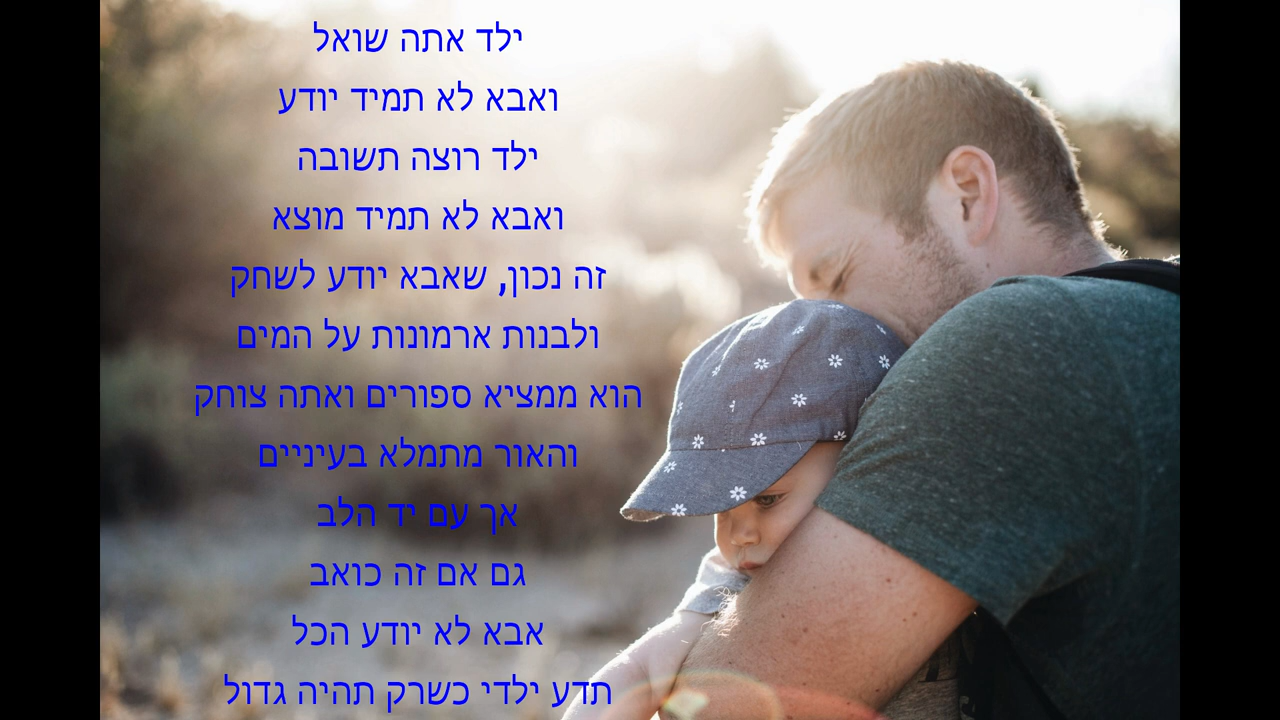 ילד אתה שואל
ואבא לא תמיד יודע
ילד רוצה תשובה
ואבא לא תמיד מוצא
זה נכון, שאבא יודע לשחק
ולבנות ארמונות על המים
הוא ממציא ספורים ואתה צוחק
והאור מתמלא בעיניים
אך עם יד הלב
גם אם זה כואב
אבא לא יודע הכל
תדע ילדי כשרק תהיה גדול